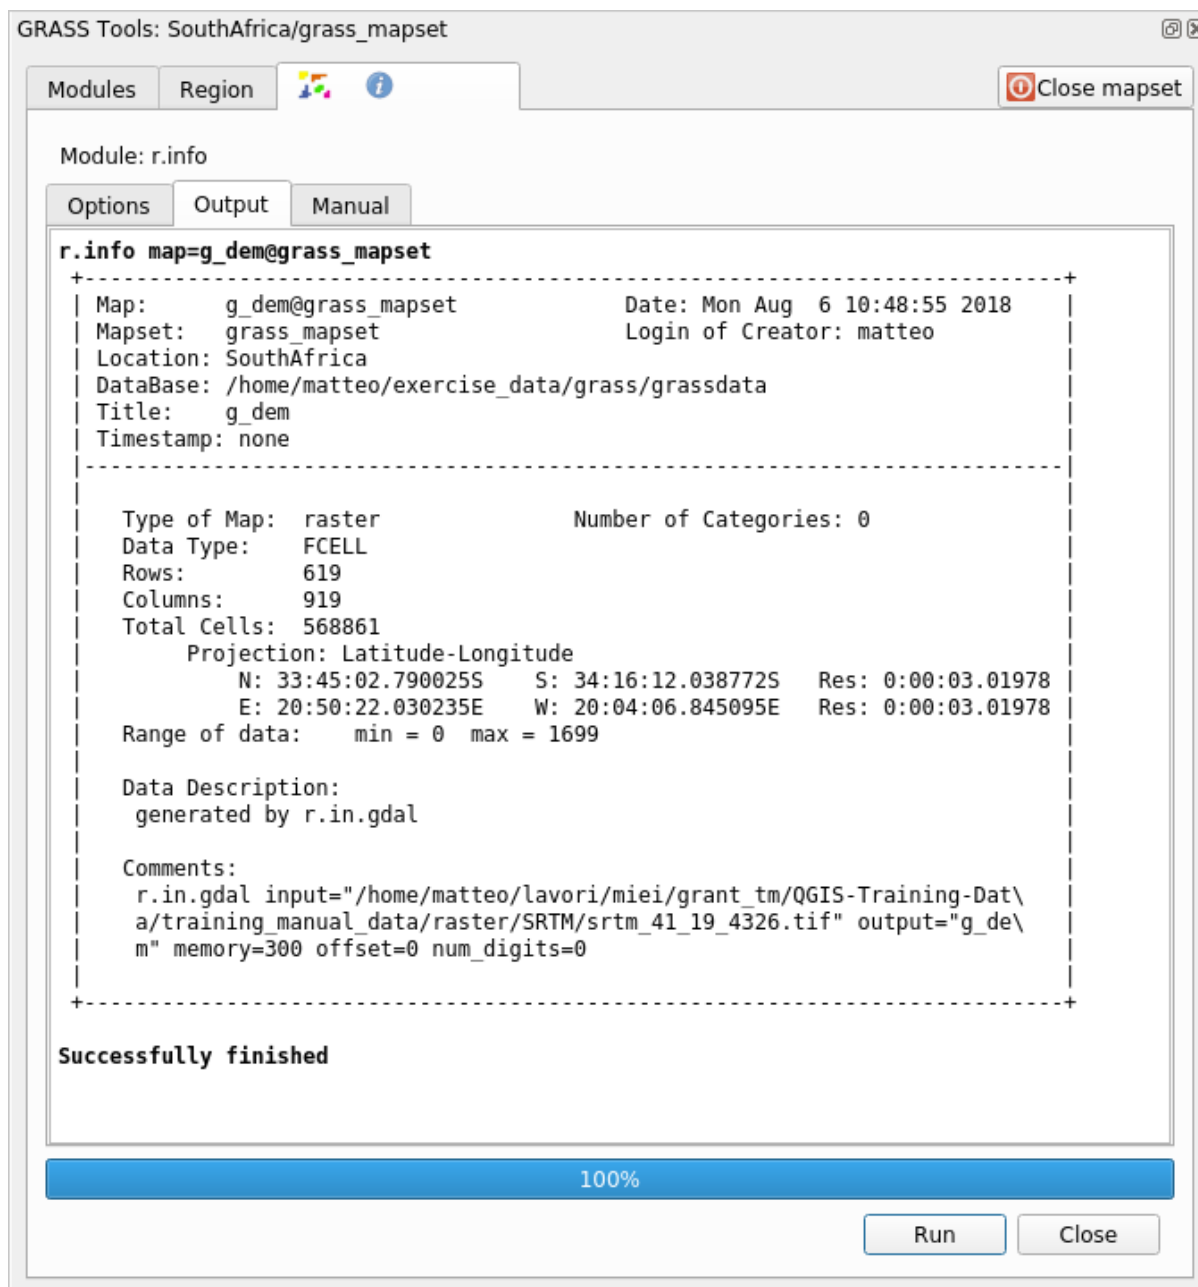 GRASS Tools: SouthAfrica/grass_mapset
Modules Region Close mapset
Module: r.info
Options Output Manual
r.info map=g_dem@grass_mapset
+----------------------------------------------------------------------------+
| Map:      g_dem@grass_mapset             Date: Mon Aug  6 10:48:55 2018    |
| Mapset:   grass_mapset                   Login of Creator: matteo          |
| Location: SouthAfrica                                                      |
| DataBase: /home/matteo/exercise_data/grass/grassdata                       |
| Title:    g_dem                                                            |
| Timestamp: none                                                            |
|----------------------------------------------------------------------------|
|                                                                            |
|   Type of Map:  raster               Number of Categories: 0               |
|   Data Type:    FCELL                                                      |
|   Rows:         619                                                        |
|   Columns:      919                                                        |
|   Total Cells:  568861                                                     |
|        Projection: Latitude-Longitude                                      |
|            N: 33:45:02.790025S    S: 34:16:12.038772S   Res: 0:00:03.01978 |
|            E: 20:50:22.030235E    W: 20:04:06.845095E   Res: 0:00:03.01978 |
|   Range of data:    min = 0  max = 1699                                    |
|                                                                            |
|   Data Description:                                                        |
|    generated by r.in.gdal                                                  |
|                                                                            |
|   Comments:                                                                |
|    r.in.gdal input="/home/matteo/lavori/miei/grant_tm/QGIS-Training-Dat\   |
|    a/training_manual_data/raster/SRTM/srtm_41_19_4326.tif" output="g_de\   |
|    m" memory=300 offset=0 num_digits=0                                     |
|                                                                            |
+----------------------------------------------------------------------------+
Successfully finished
100%
Run Close